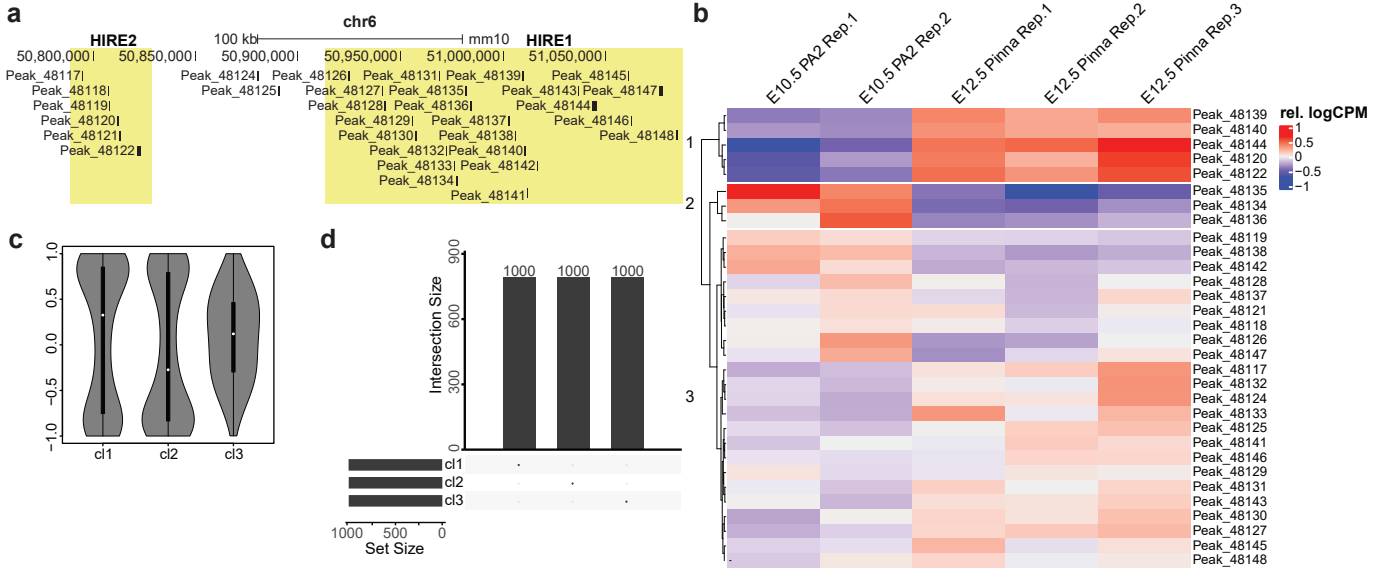 a
chr6
100 kb
mm10
HIRE2
HIRE1
50,800,000 50,850,000 50,900,000 50,950,000 51,000,000 51,050,000
Peak_48117 Peak_48124 Peak_48126 Peak_48131 Peak_48139 Peak_48145
Peak_48118 Peak_48125 Peak_48127 Peak_48135 Peak_48143 Peak_48147
Peak_48119 Peak_48128 Peak_48136 Peak_48144
Peak_48120 Peak_48129 Peak_48137 Peak_48146
Peak_48121 Peak_48130 Peak_48138 Peak_48148
Peak_48122 Peak_48132 Peak_48140
Peak_48133 Peak_48142
Peak_48134
Peak_48141
b
E10.5 PA2 Rep.1
E10.5 PA2 Rep.2
E12.5 Pinna Rep.1
E12.5 Pinna Rep.2
E12.5 Pinna Rep.3
1
2
3
Peak_48139
Peak_48140
Peak_48144
Peak_48120
Peak_48122
Peak_48135
Peak_48134
Peak_48136
Peak_48119
Peak_48138
Peak_48142
Peak_48128
Peak_48137
Peak_48121
Peak_48118
Peak_48126
Peak_48147
Peak_48117
Peak_48132
Peak_48124
Peak_48133
Peak_48125
Peak_48141
Peak_48146
Peak_48129
Peak_48131
Peak_48143
Peak_48130
Peak_48127
Peak_48145
Peak_48148
rel. logCPM
1
0.5
0
−0.5
−1
c
1.0
0.5
0.0
−0.5
−1.0
cl1 cl2 cl3
d
Intersection Size
900
600
300
0
1000 1000 1000
cl1
cl2
cl3
1000 500 0
Set Size